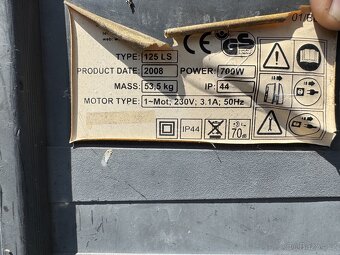 01/B
CE GS
TYPE: 125 LS
PRODUCT DATE: 2008 POWER: 700W
MASS: 53,5 kg IP: 44
MOTOR TYPE: 1~Mot; 230V; 3.1A; 50Hz
IP44
70